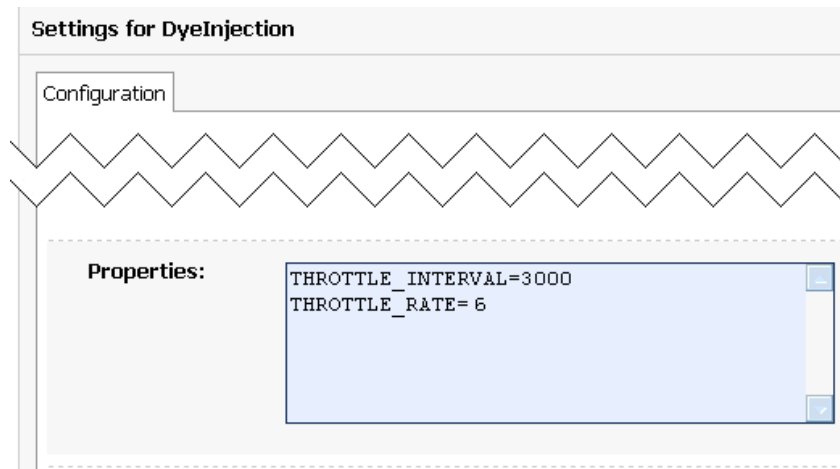 Settings for DyeInjection
Configuration
Properties:
THROTTLE_INTERVAL=3000
THROTTLE_RATE= 6